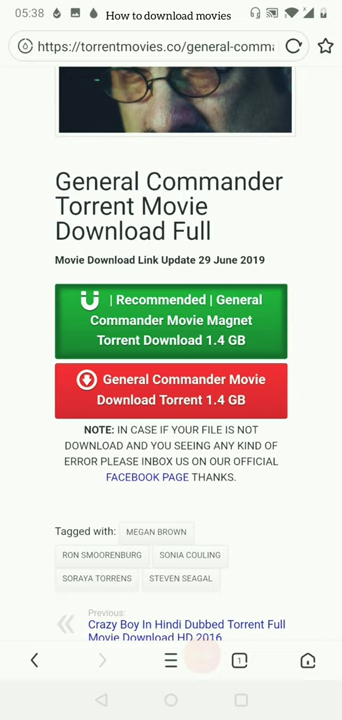 05:38
How to download movies
https://torrentmovies.co/general-comma
General Commander
Torrent Movie
Download Full
Movie Download Link Update 29 June 2019
| Recommended | General
Commander Movie Magnet
Torrent Download 1.4 GB
General Commander Movie
Download Torrent 1.4 GB
NOTE: IN CASE IF YOUR FILE IS NOT
DOWNLOAD AND YOU SEEING ANY KIND OF
ERROR PLEASE INBOX US ON OUR OFFICIAL
FACEBOOK PAGE THANKS.
Tagged with: MEGAN BROWN
RON SMOORENBURG SONIA COULING
SORAYA TORRENS STEVEN SEAGAL
Previous:
Crazy Boy In Hindi Dubbed Torrent Full
Movie Download HD 2016
1